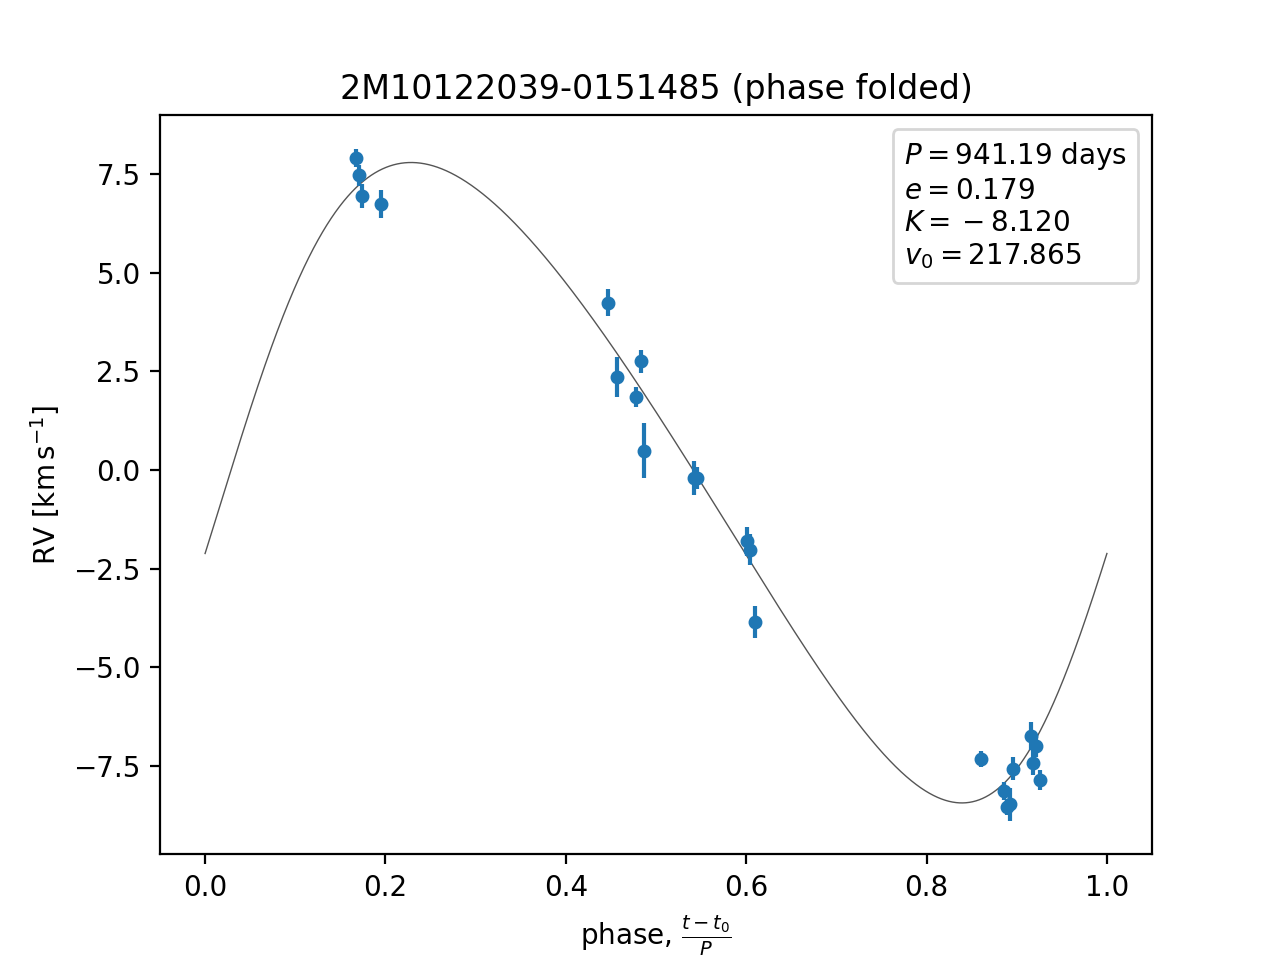 2M10122039-0151485 (phase folded)
P = 941.19 days
e = 0.179
K = −8.120
v₀ = 217.865
RV [km s⁻¹]
7.5
5.0
2.5
0.0
−2.5
−5.0
−7.5
0.0 0.2 0.4 0.6 0.8 1.0
phase, (t − t₀)/P